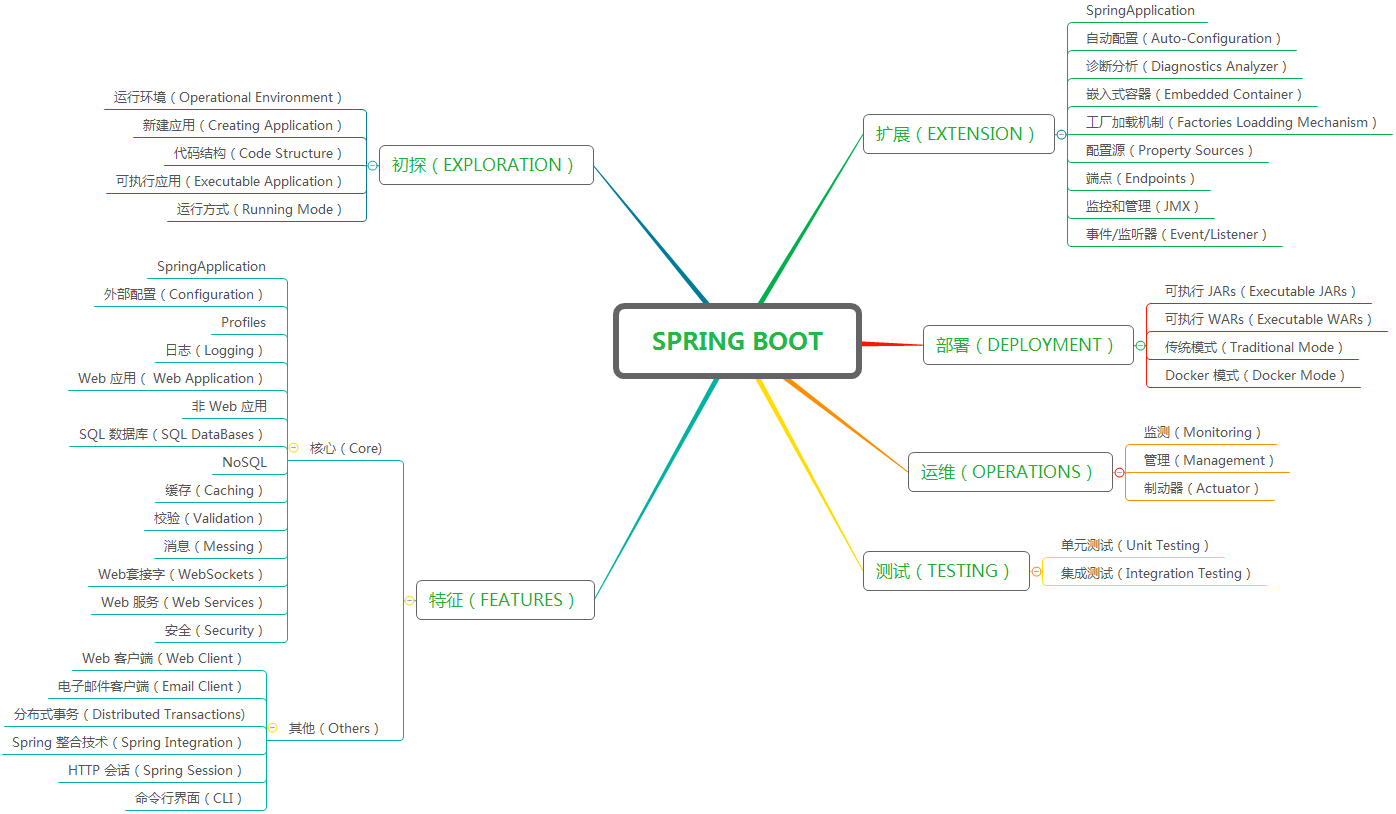 SPRING BOOT
初探（EXPLORATION）
运行环境（Operational Environment）
新建应用（Creating Application）
代码结构（Code Structure）
可执行应用（Executable Application）
运行方式（Running Mode）
特征（FEATURES）
核心（Core)
SpringApplication
外部配置（Configuration）
Profiles
日志（Logging）
Web 应用（ Web Application）
非 Web 应用
SQL 数据库（SQL DataBases）
NoSQL
缓存（Caching）
校验（Validation）
消息（Messing）
Web套接字（WebSockets）
Web 服务（Web Services）
安全（Security）
其他（Others）
Web 客户端（Web Client）
电子邮件客户端（Email Client）
分布式事务（Distributed Transactions)
Spring 整合技术（Spring Integration）
HTTP 会话（Spring Session）
命令行界面（CLI）
扩展（EXTENSION）
SpringApplication
自动配置（Auto-Configuration）
诊断分析（Diagnostics Analyzer）
嵌入式容器（Embedded Container）
工厂加载机制（Factories Loadding Mechanism）
配置源（Property Sources）
端点（Endpoints）
监控和管理（JMX）
事件/监听器（Event/Listener）
部署（DEPLOYMENT）
可执行 JARs（Executable JARs）
可执行 WARs（Executable WARs）
传统模式（Traditional Mode）
Docker 模式（Docker Mode）
运维（OPERATIONS）
监测（Monitoring）
管理（Management）
制动器（Actuator）
测试（TESTING）
单元测试（Unit Testing）
集成测试（Integration Testing）